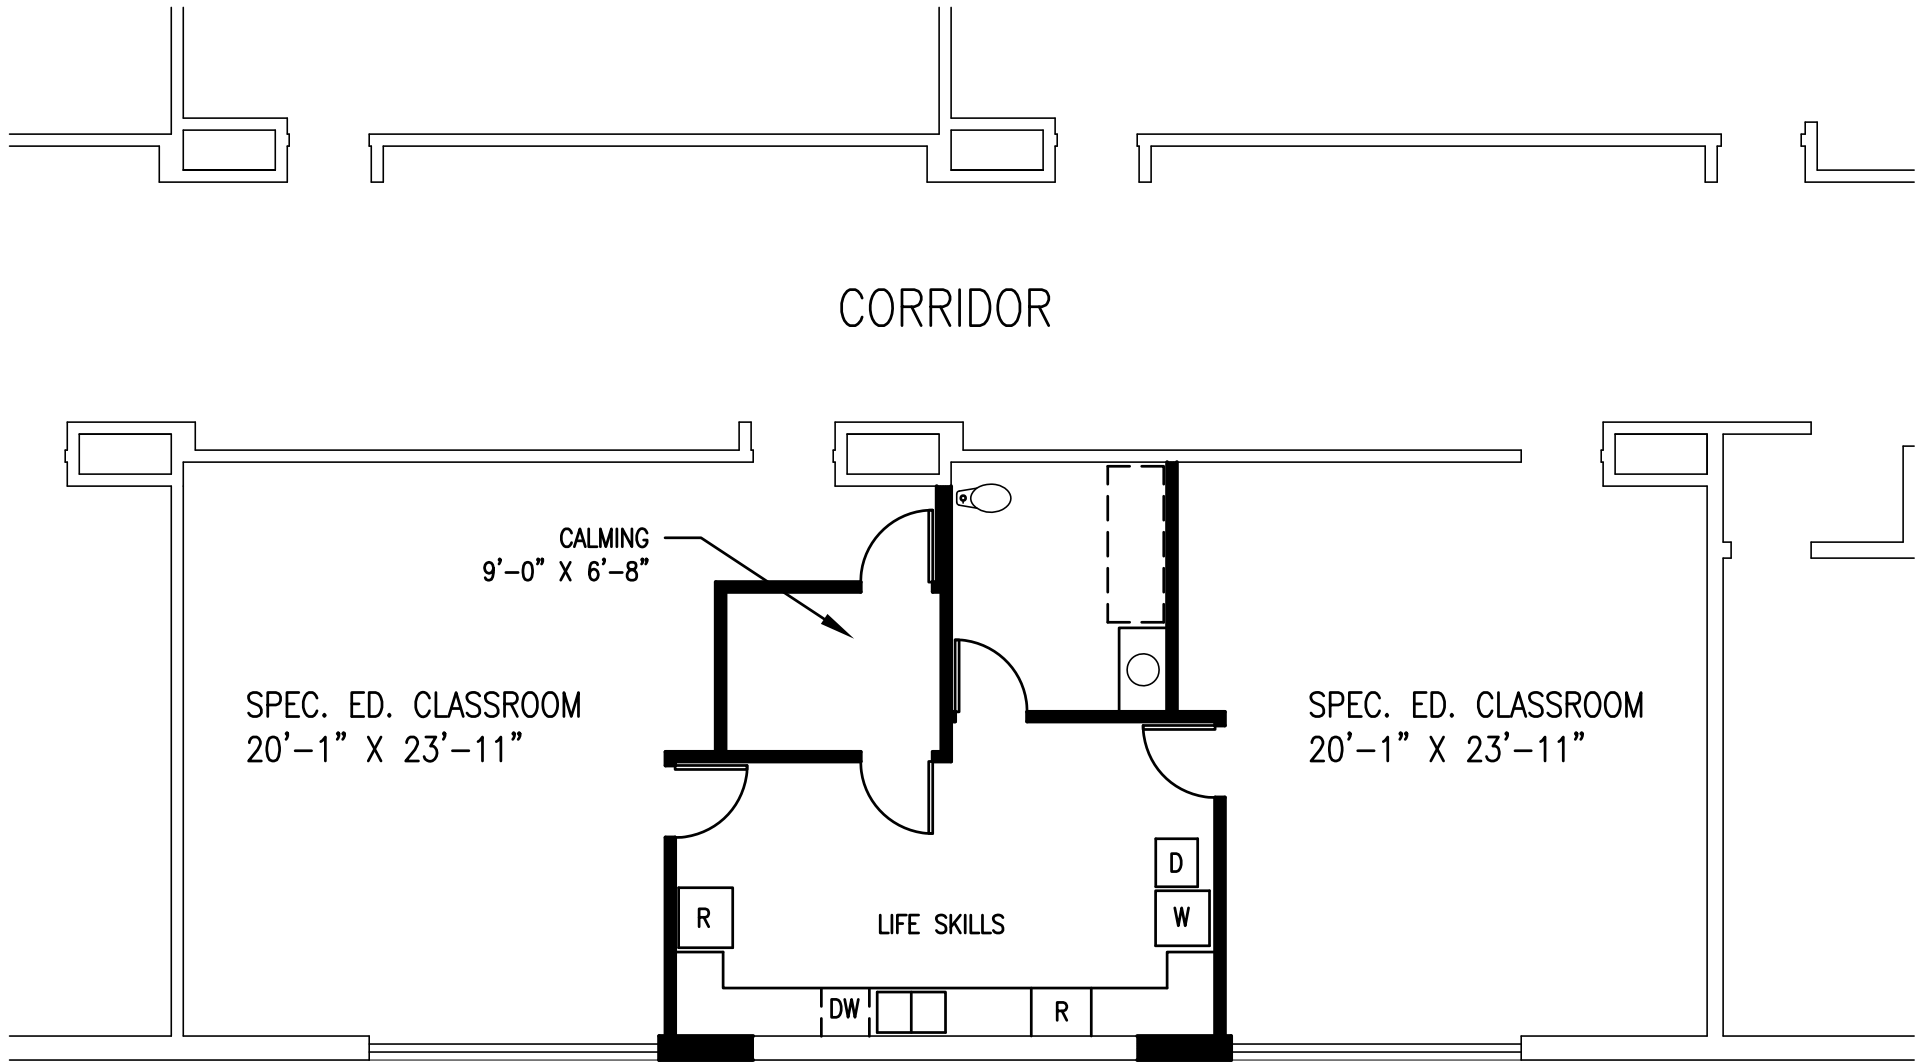 CORRIDOR
CALMING
9'-0" X 6'-8"
SPEC. ED. CLASSROOM
20'-1" X 23'-11"
SPEC. ED. CLASSROOM
20'-1" X 23'-11"
D
R
W
LIFE SKILLS
DW
R